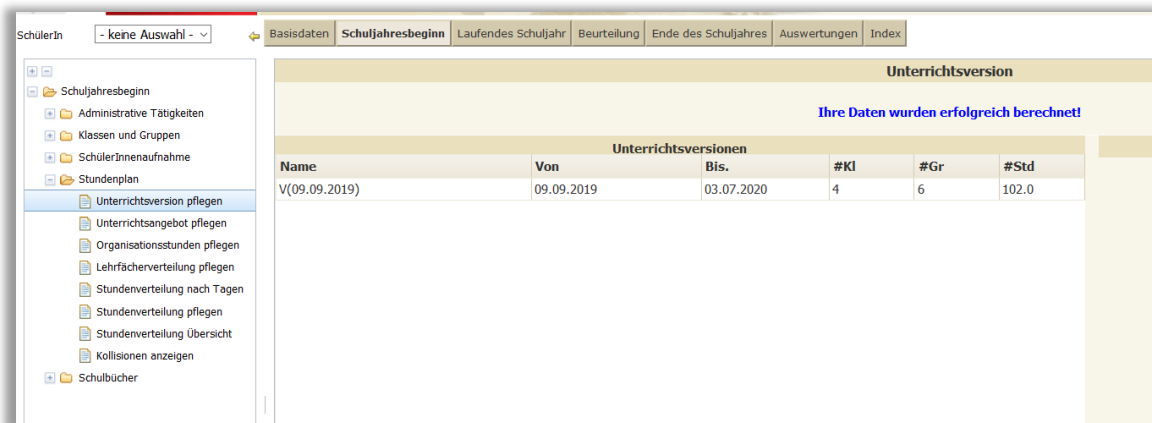 SchülerIn - keine Auswahl - Basisdaten Schuljahresbeginn Laufendes Schuljahr Beurteilung Ende des Schuljahres Auswertungen Index
Schuljahresbeginn
Administrative Tätigkeiten
Klassen und Gruppen
SchülerInnenaufnahme
Stundenplan
Unterrichtsversion pflegen
Unterrichtsangebot pflegen
Organisationsstunden pflegen
Lehrfächerverteilung pflegen
Stundenverteilung nach Tagen
Stundenverteilung pflegen
Stundenverteilung Übersicht
Kollisionen anzeigen
Schulbücher
Unterrichtsversion
Ihre Daten wurden erfolgreich berechnet!
Unterrichtsversionen
Name Von Bis. #Kl #Gr #Std
V(09.09.2019) 09.09.2019 03.07.2020 4 6 102.0